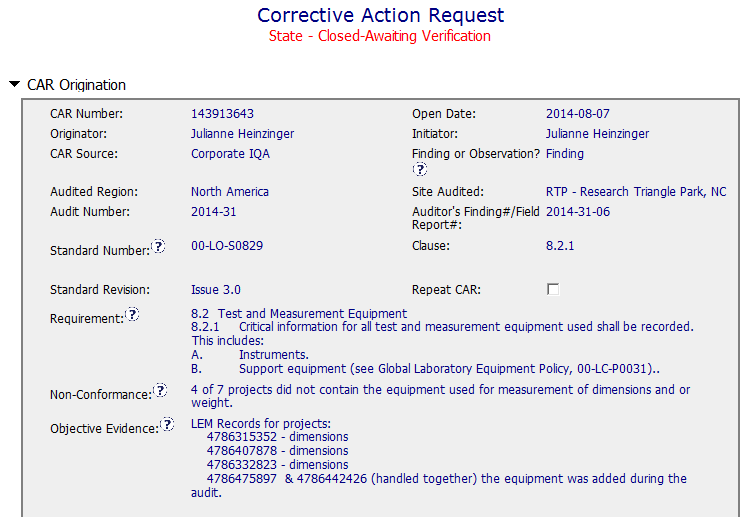 Corrective Action Request
State - Closed-Awaiting Verification
CAR Origination
CAR Number: 143913643 Open Date: 2014-08-07
Originator: Julianne Heinzinger Initiator: Julianne Heinzinger
CAR Source: Corporate IQA Finding or Observation? Finding
?
Audited Region: North America Site Audited: RTP - Research Triangle Park, NC
Audit Number: 2014-31 Auditor's Finding#/Field 2014-31-06
Report#:
Standard Number:? 00-LO-S0829 Clause: 8.2.1
Standard Revision: Issue 3.0 Repeat CAR:
Requirement:? 8.2 Test and Measurement Equipment
8.2.1 Critical information for all test and measurement equipment used shall be recorded.
This includes:
A. Instruments.
B. Support equipment (see Global Laboratory Equipment Policy, 00-LC-P0031)..
Non-Conformance:? 4 of 7 projects did not contain the equipment used for measurement of dimensions and or
weight.
Objective Evidence:? LEM Records for projects:
4786315352 - dimensions
4786407878 - dimensions
4786332823 - dimensions
4786475897 & 4786442426 (handled together) the equipment was added during the
audit.